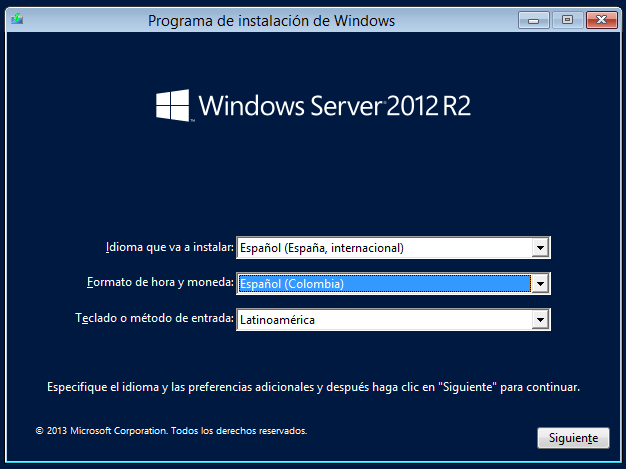 Programa de instalación de Windows
Windows Server 2012 R2
Idioma que va a instalar: Español (España, internacional)
Formato de hora y moneda: Español (Colombia)
Teclado o método de entrada: Latinoamérica
Especifique el idioma y las preferencias adicionales y después haga clic en "Siguiente" para continuar.
© 2013 Microsoft Corporation. Todos los derechos reservados.
Siguiente